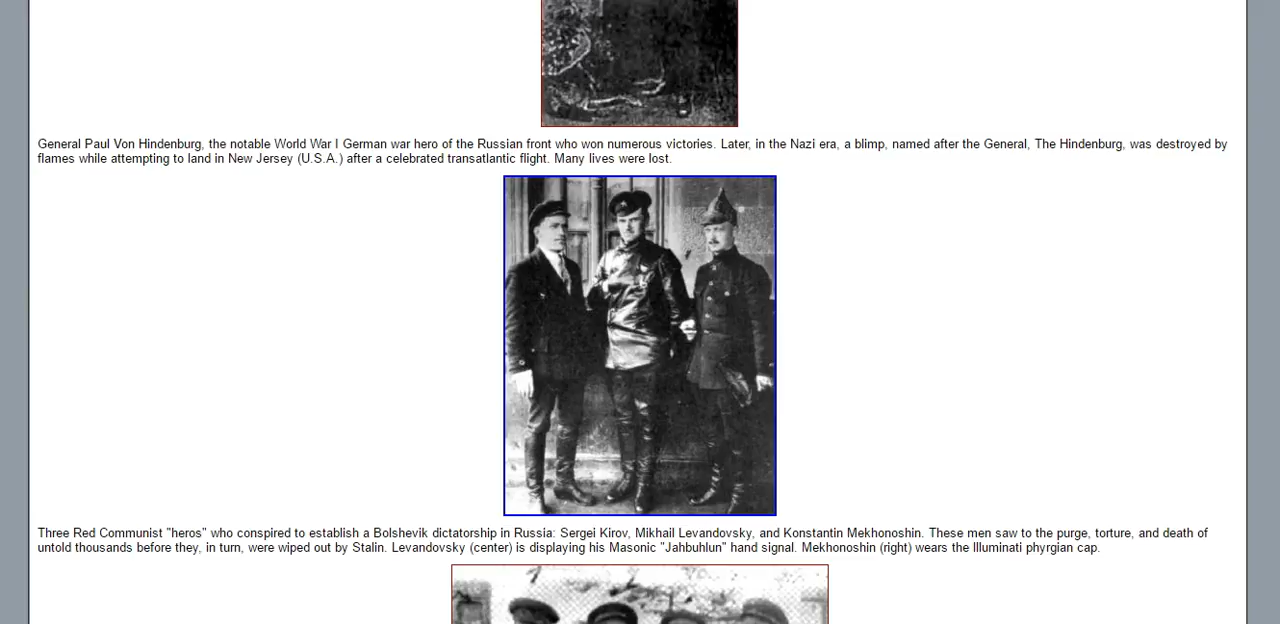 General Paul Von Hindenburg, the notable World War I German war hero of the Russian front who won numerous victories. Later, in the Nazi era, a blimp, named after the General, The Hindenburg, was destroyed by
flames while attempting to land in New Jersey (U.S.A.) after a celebrated transatlantic flight. Many lives were lost.
Three Red Communist "heros" who conspired to establish a Bolshevik dictatorship in Russia: Sergei Kirov, Mikhail Levandovsky, and Konstantin Mekhonoshin. These men saw to the purge, torture, and death of
untold thousands before they, in turn, were wiped out by Stalin. Levandovsky (center) is displaying his Masonic "Jahbuhlun" hand signal. Mekhonoshin (right) wears the Illuminati phyrgian cap.